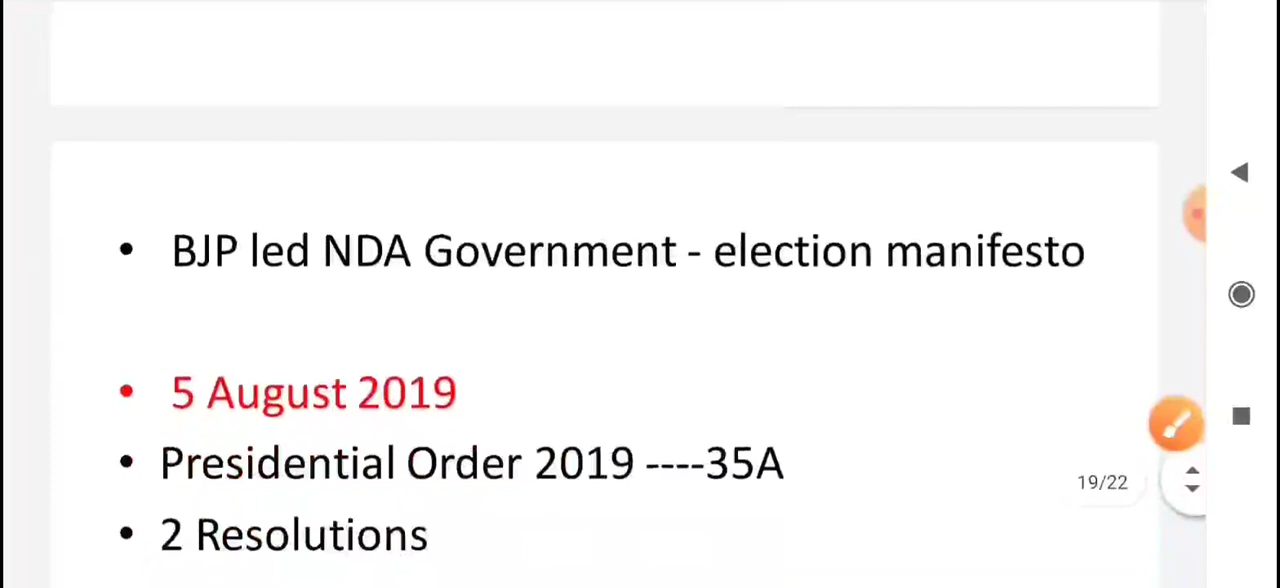 • BJP led NDA Government - election manifesto
• 5 August 2019
• Presidential Order 2019 ----35A
19/22
• 2 Resolutions